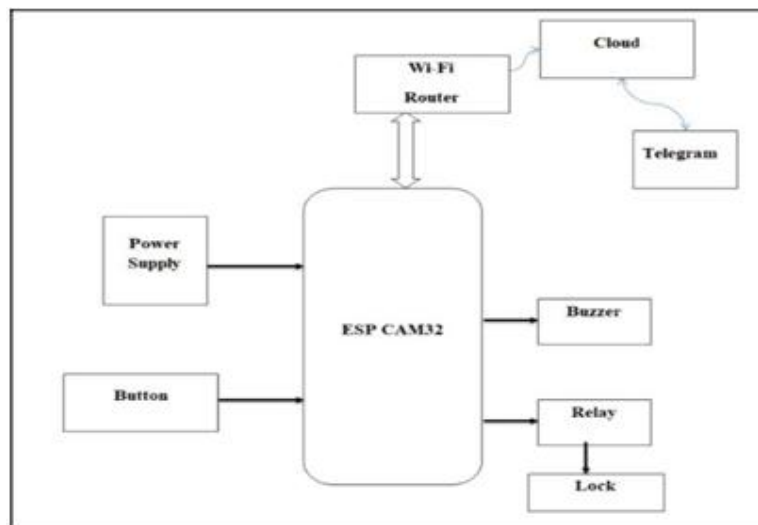 Cloud
Wi-Fi
Router
Telegram
Power
Supply
ESP CAM32
Buzzer
Button
Relay
Lock